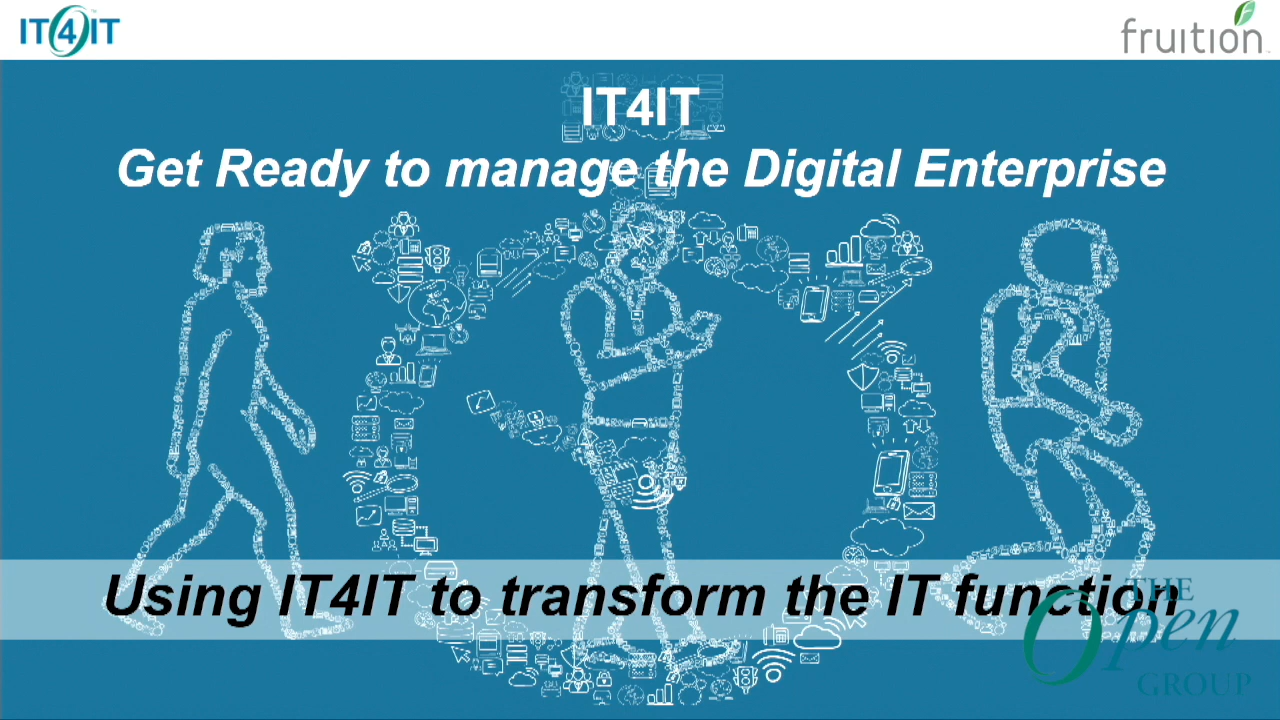 IT4IT
fruition
IT4IT
Get Ready to manage the Digital Enterprise
Using IT4IT to transform the IT function
THE
Open
GROUP